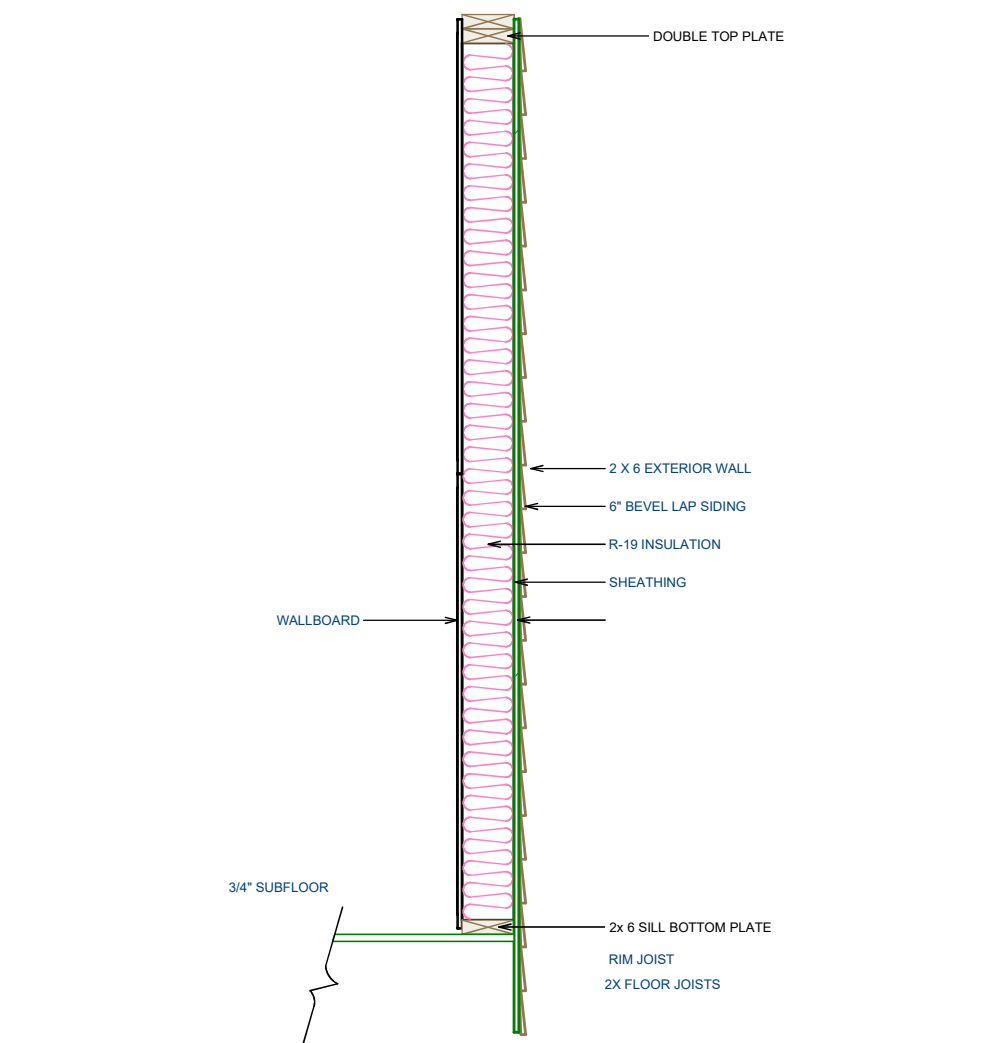 DOUBLE TOP PLATE
2 X 6 EXTERIOR WALL
6" BEVEL LAP SIDING
R-19 INSULATION
SHEATHING
WALLBOARD
3/4" SUBFLOOR
2x 6 SILL BOTTOM PLATE
RIM JOIST
2X FLOOR JOISTS